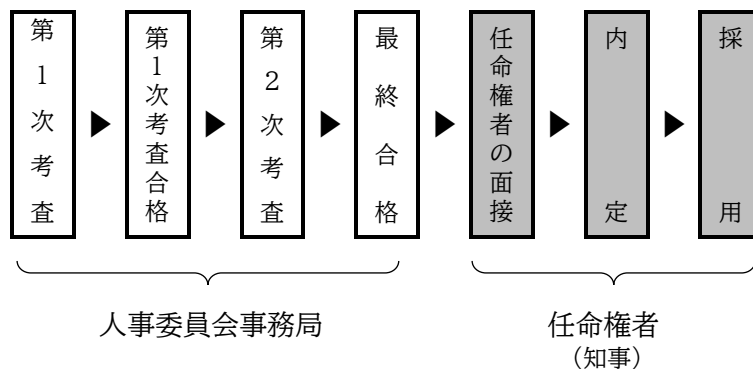 第１次考査
第１次考査合格
第２次考査
最終合格
任命権者の面接
内定
採用
人事委員会事務局
任命権者
（知事）